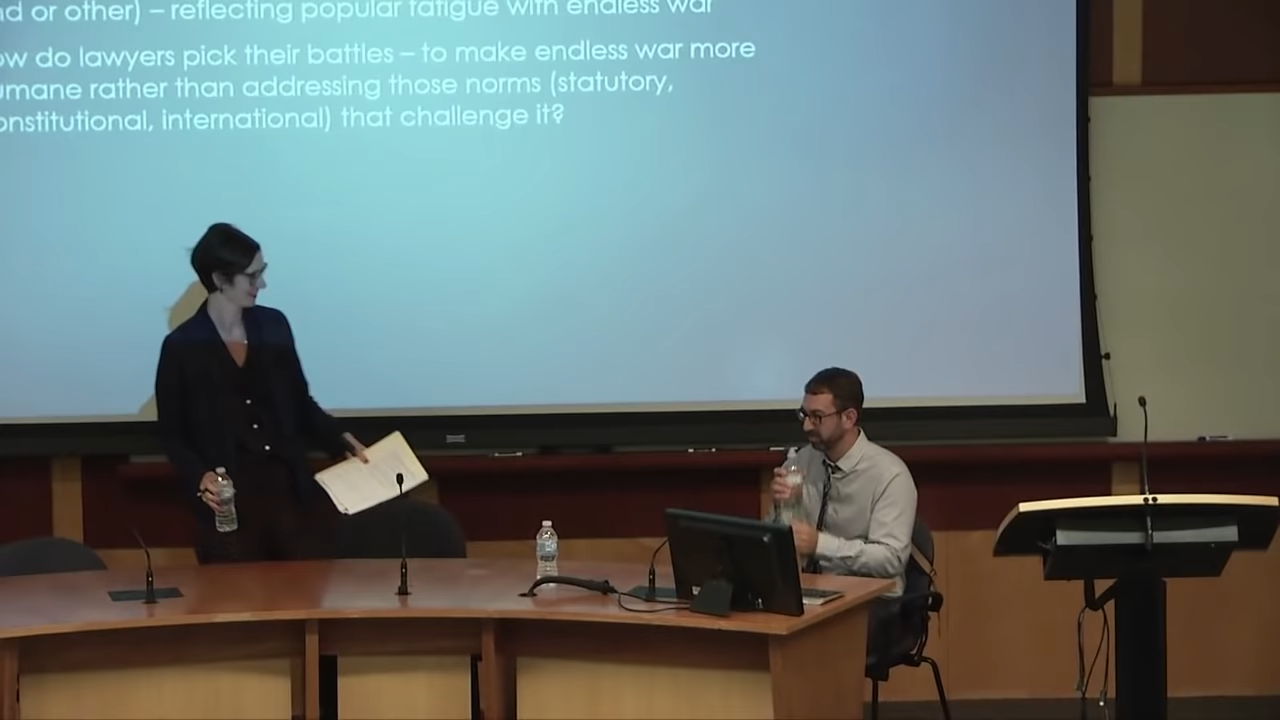 nd or other) – reflecting popular fatigue with endless war
ow do lawyers pick their battles – to make endless war more
umane rather than addressing those norms (statutory,
onstitutional, international) that challenge it?